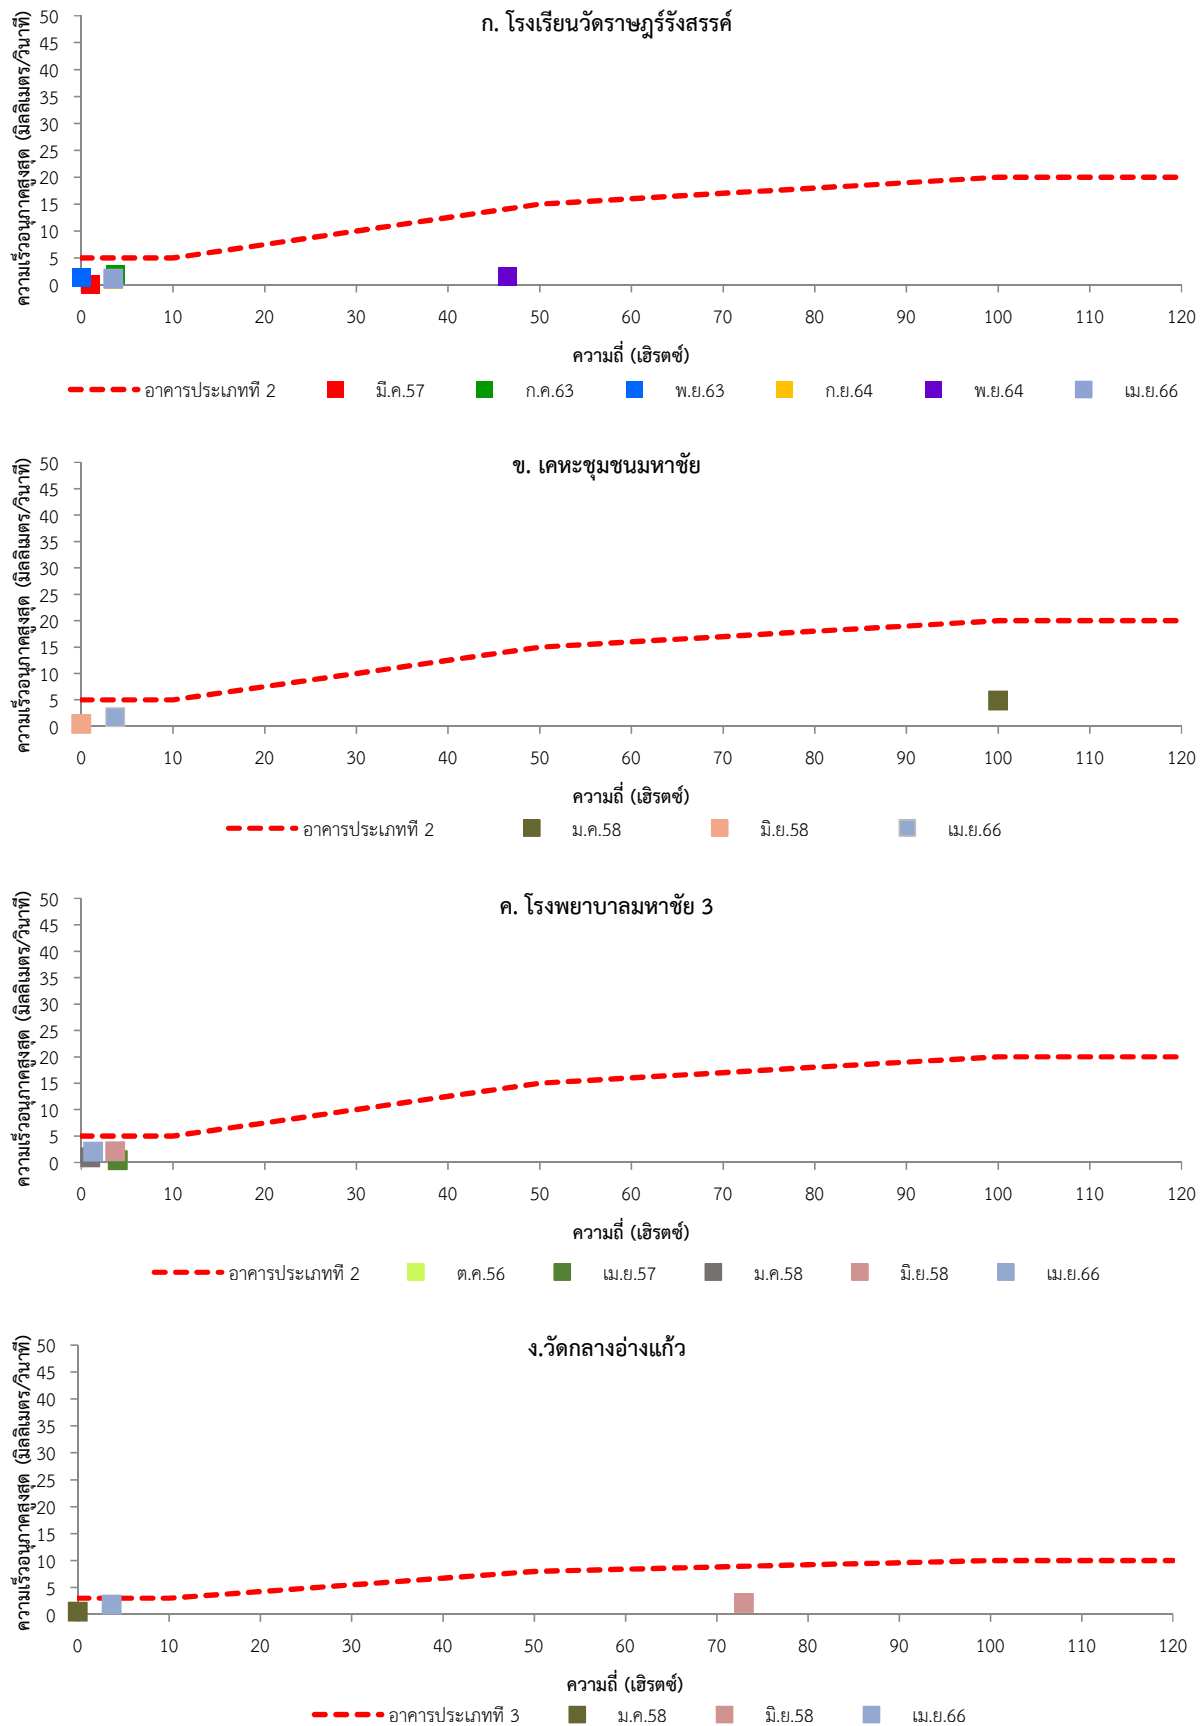 ก. โรงเรียนวัดราษฎร์รังสรรค์
ความเร็วอนุภาคสูงสุด (มิลลิเมตร/วินาที)
50
45
40
35
30
25
20
15
10
5
0
0 10 20 30 40 50 60 70 80 90 100 110 120
ความถี่ (เฮิรตซ์)
อาคารประเภทที่ 2 มี.ค.57 ก.ค.63 พ.ย.63 ก.ย.64 พ.ย.64 เม.ย.66
ข. เคหะชุมชนมหาชัย
ความเร็วอนุภาคสูงสุด (มิลลิเมตร/วินาที)
50
45
40
35
30
25
20
15
10
5
0
0 10 20 30 40 50 60 70 80 90 100 110 120
ความถี่ (เฮิรตซ์)
อาคารประเภทที่ 2 ม.ค.58 มิ.ย.58 เม.ย.66
ค. โรงพยาบาลมหาชัย 3
ความเร็วอนุภาคสูงสุด (มิลลิเมตร/วินาที)
50
45
40
35
30
25
20
15
10
5
0
0 10 20 30 40 50 60 70 80 90 100 110 120
ความถี่ (เฮิรตซ์)
อาคารประเภทที่ 2 ต.ค.56 เม.ย.57 ม.ค.58 มิ.ย.58 เม.ย.66
ง.วัดกลางอ่างแก้ว
ความเร็วอนุภาคสูงสุด (มิลลิเมตร/วินาที)
50
45
40
35
30
25
20
15
10
5
0
0 10 20 30 40 50 60 70 80 90 100 110 120
ความถี่ (เฮิรตซ์)
อาคารประเภทที่ 3 ม.ค.58 มิ.ย.58 เม.ย.66